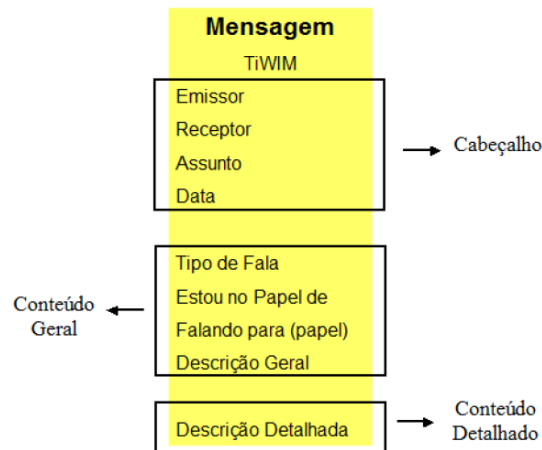 Mensagem
TiWIM
Emissor
Receptor
Assunto
Data
Cabeçalho
Tipo de Fala
Estou no Papel de
Falando para (papel)
Descrição Geral
Conteúdo
Geral
Descrição Detalhada
Conteúdo
Detalhado